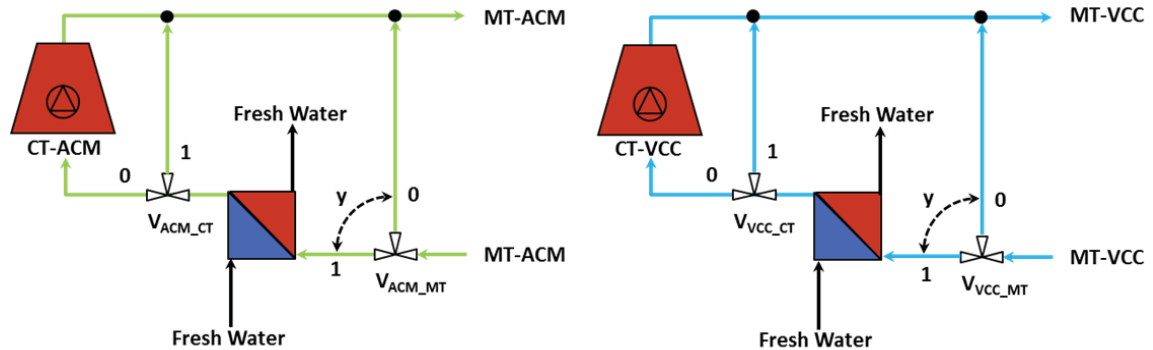 MT-ACM
CT-ACM
Fresh Water
0
1
V_ACM_CT
y
0
1
V_ACM_MT
MT-ACM
Fresh Water
MT-VCC
CT-VCC
Fresh Water
0
1
V_VCC_CT
y
0
1
V_VCC_MT
MT-VCC
Fresh Water